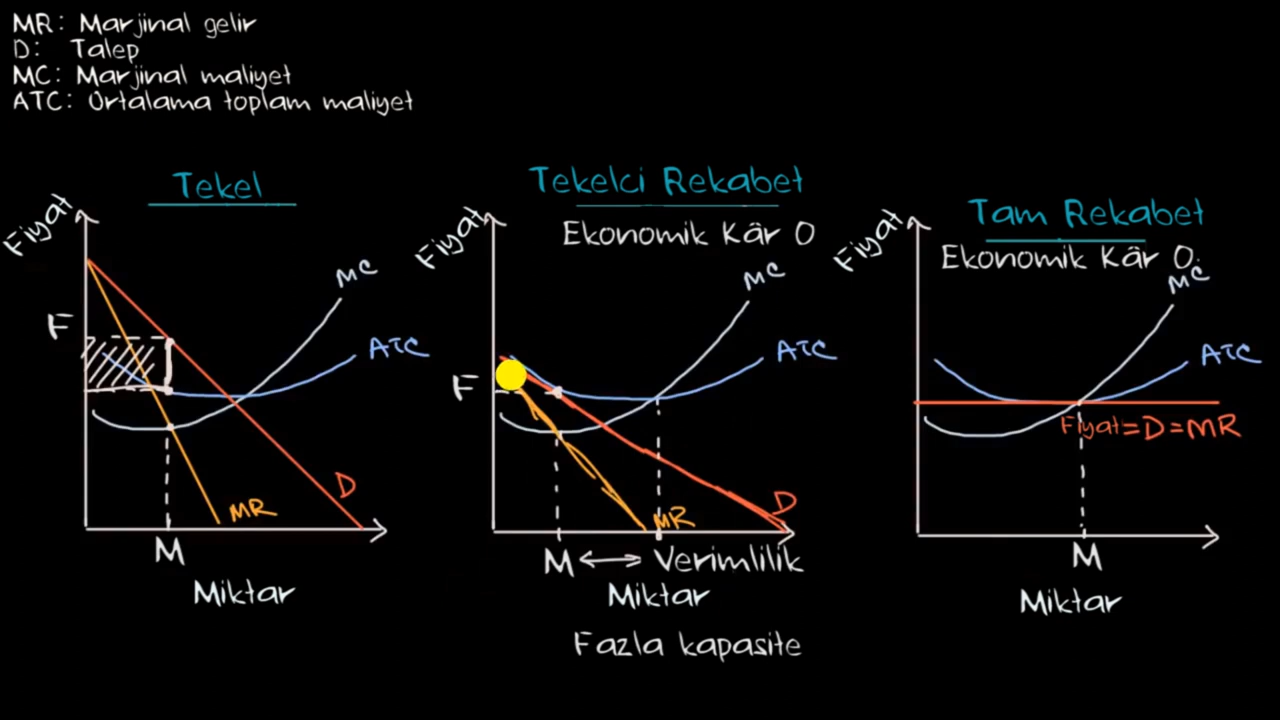 MR: Marjinal gelir
D: Talep
MC: Marjinal maliyet
ATC: Ortalama toplam maliyet
Tekel
Fiyat
F
MC
ATC
D
MR
M
Miktar
Tekelci Rekabet
Ekonomik Kâr 0
Fiyat
F
MC
ATC
D
MR
M
Verimlilik
Miktar
Fazla kapasite
Tam Rekabet
Ekonomik Kâr 0
Fiyat
MC
ATC
Fiyat=D=MR
M
Miktar